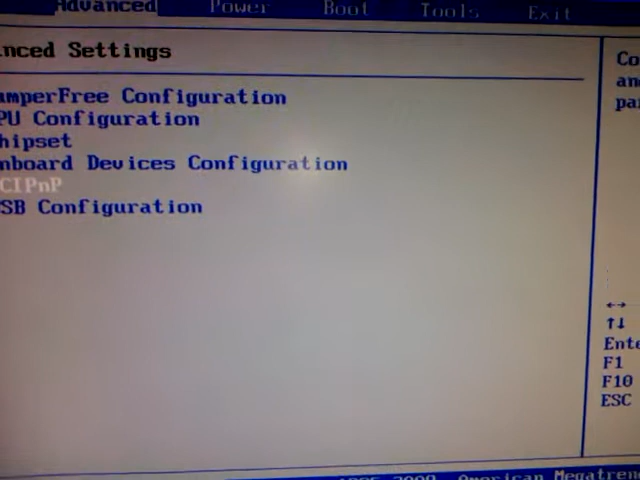 Advanced Power Boot Tools Exit
nced Settings
umperFree Configuration
PU Configuration
hipset
nboard Devices Configuration
CIPnP
SB Configuration
Co
an
pa
↔
↑↓
Ente
F1
F10
ESC
American Megatren